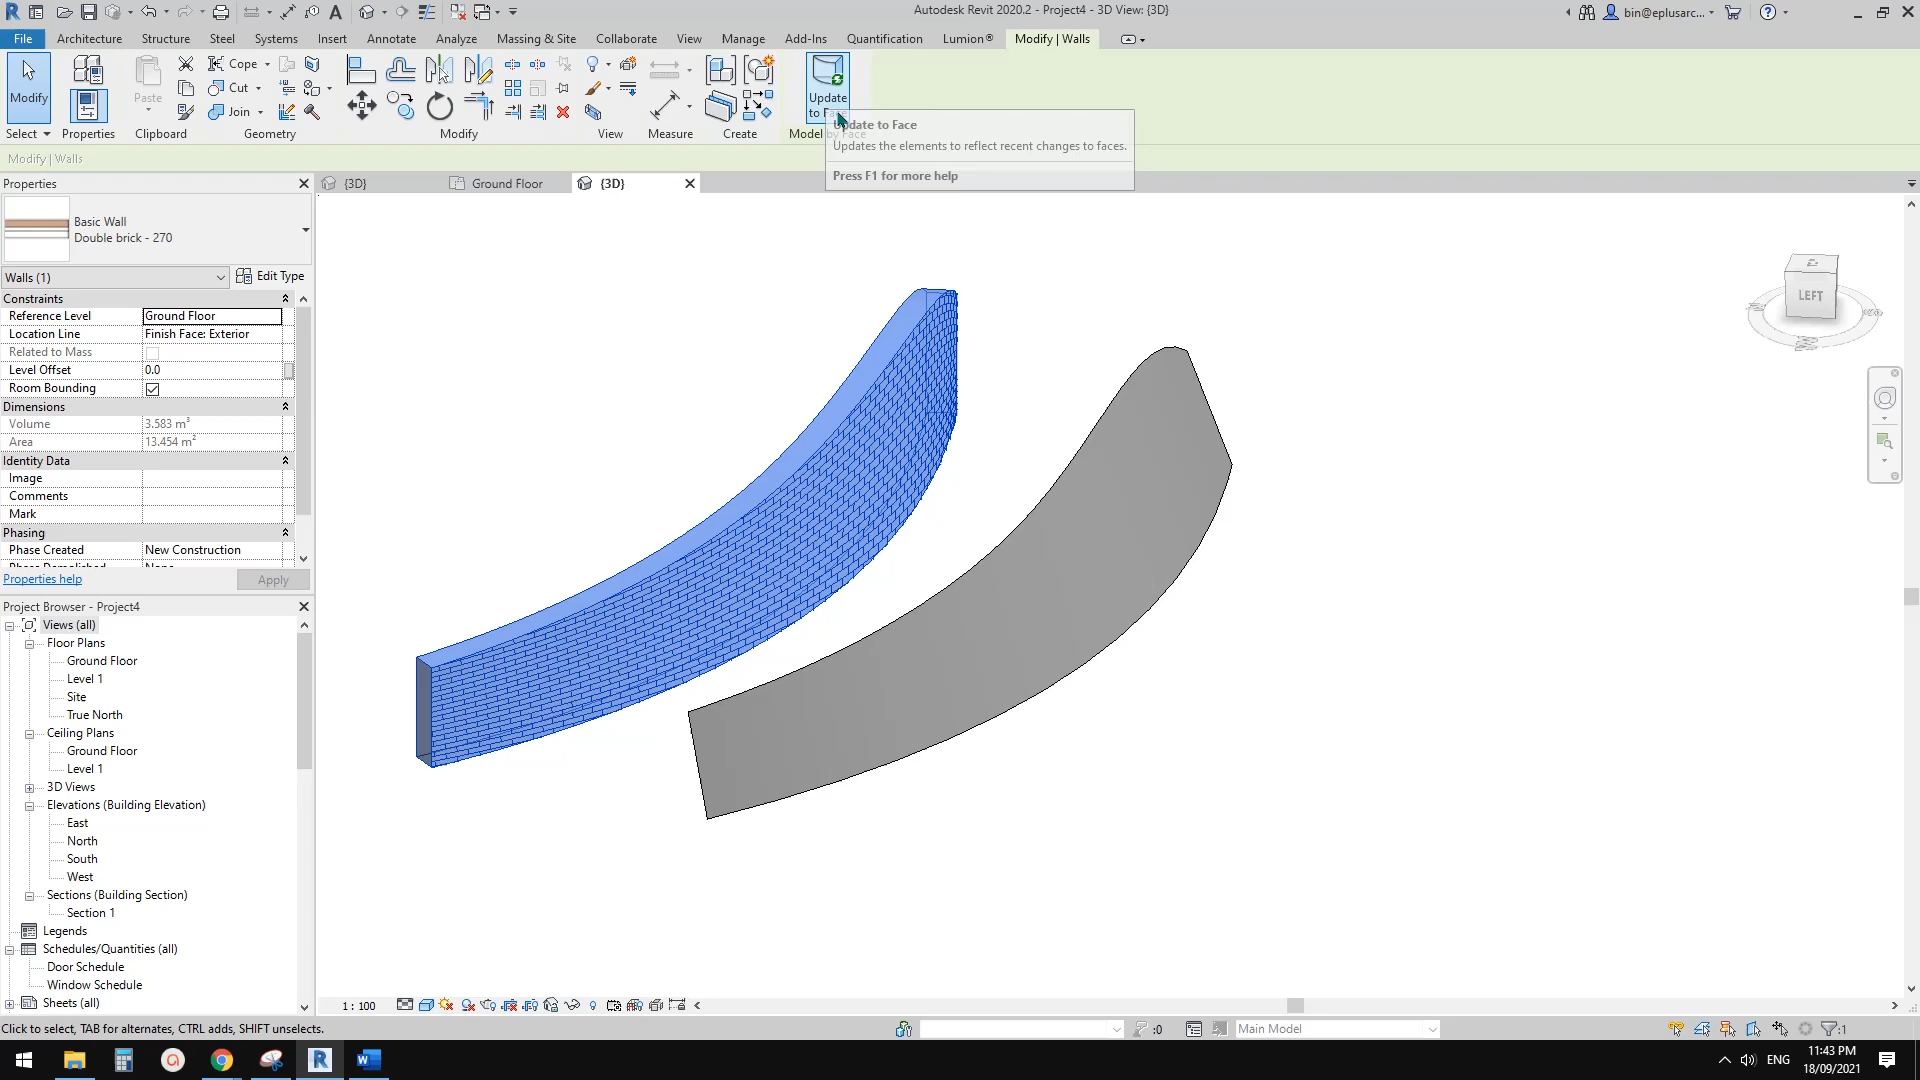 Autodesk Revit 2020.2 - Project4 - 3D View: {3D}
bin@eplusarc...
File Architecture Structure Steel Systems Insert Annotate Analyze Massing & Site Collaborate View Manage Add-Ins Quantification Lumion® Modify | Walls
Modify
Paste
Cope
Cut
Join
Update
to Face
Select Properties Clipboard Geometry Modify View Measure Create Model by Face
Update to Face
Updates the elements to reflect recent changes to faces.
Press F1 for more help
Modify | Walls
Properties
{3D}
Ground Floor
{3D}
Basic Wall
Double brick - 270
Walls (1)
Edit Type
Constraints
Reference Level Ground Floor
Location Line Finish Face: Exterior
Related to Mass
Level Offset 0.0
Room Bounding
Dimensions
Volume 3.583 m³
Area 13.454 m²
Identity Data
Image
Comments
Mark
Phasing
Phase Created New Construction
Phase Demolished None
Properties help
Apply
Project Browser - Project4
Views (all)
Floor Plans
Ground Floor
Level 1
Site
True North
Ceiling Plans
Ground Floor
Level 1
3D Views
Elevations (Building Elevation)
East
North
South
West
Sections (Building Section)
Section 1
Legends
Schedules/Quantities (all)
Door Schedule
Window Schedule
Sheets (all)
LEFT
1 : 100
Click to select, TAB for alternates, CTRL adds, SHIFT unselects.
:0
Main Model
:1
ENG
11:43 PM
18/09/2021